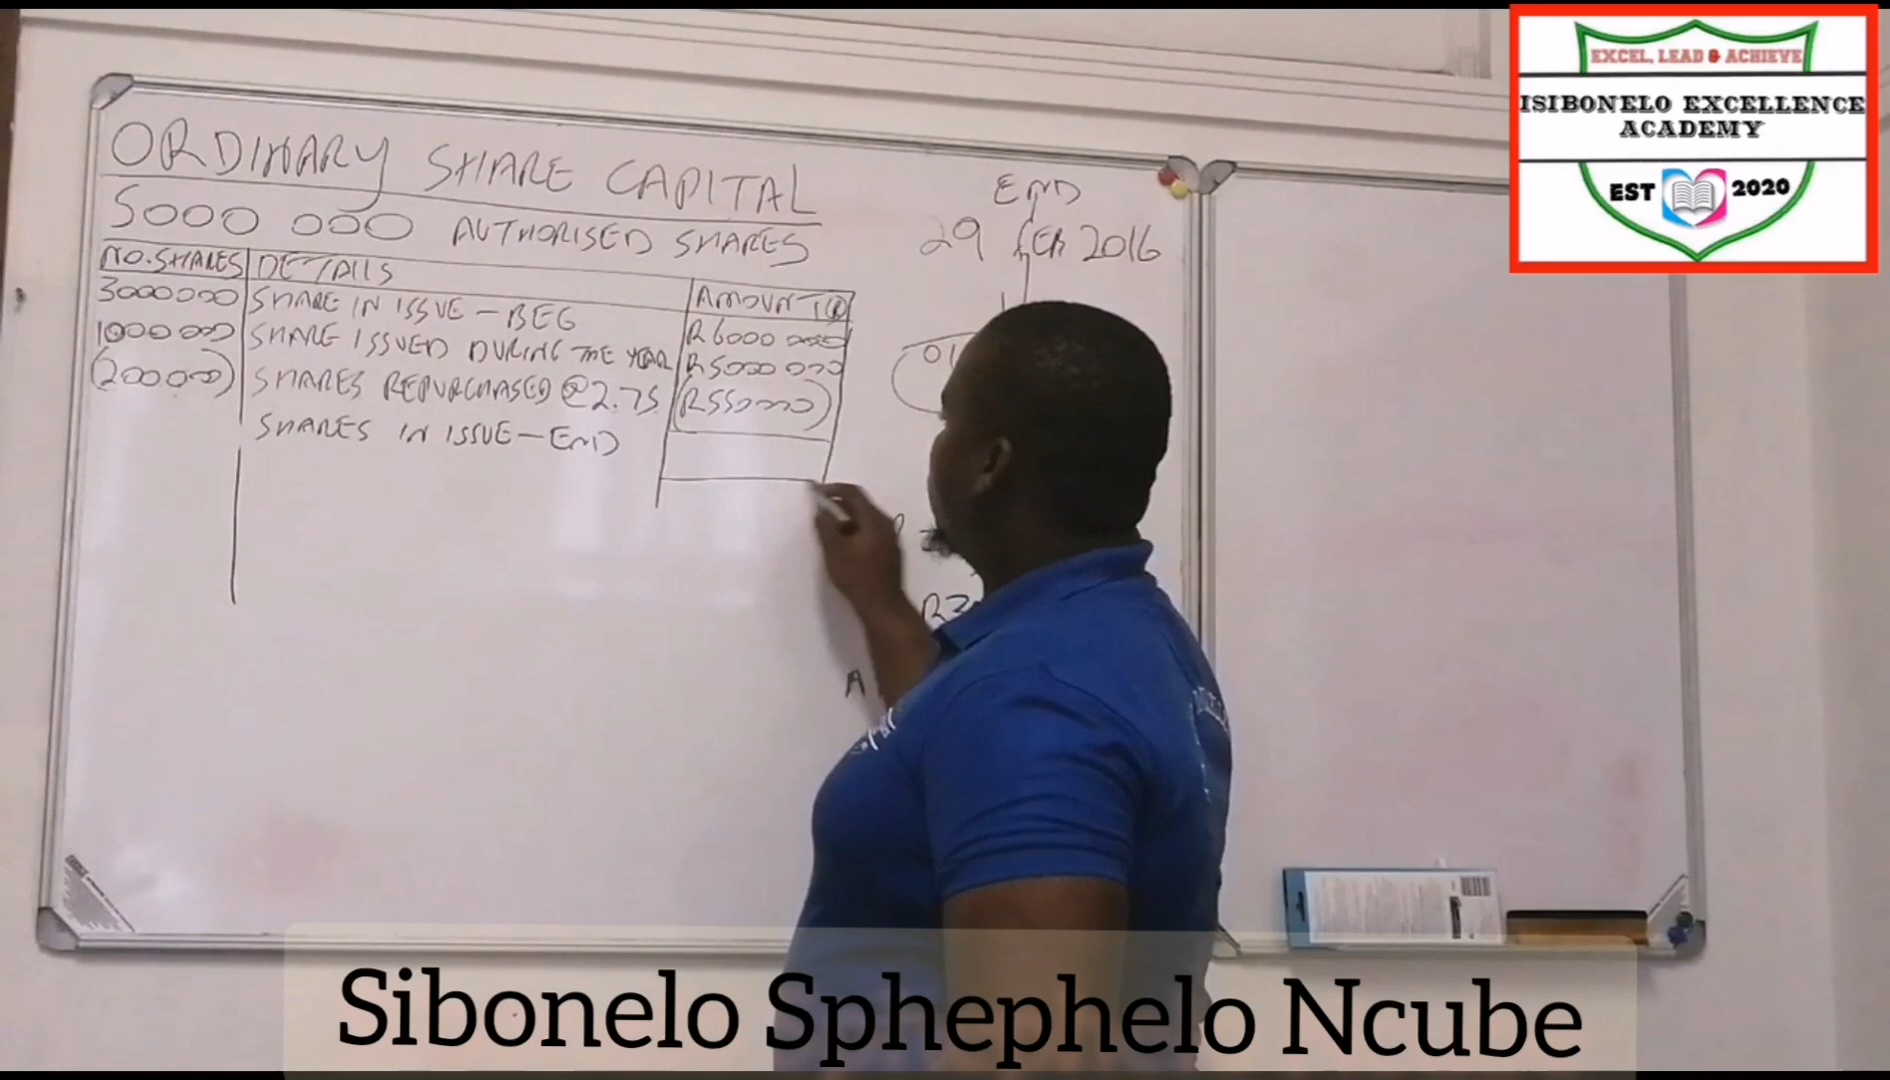 EXCEL, LEAD & ACHIEVE
ISIBONELO EXCELLENCE
ACADEMY
EST 2020
ORDINARY SHARE CAPITAL
5000 000 AUTHORISED SHARES
NO. SHARES DETAILS AMOUNT (R)
3000000 SHARE IN ISSUE - BEG R6000 000
1000 000 SHARE ISSUED DURING THE YEAR R5000 000
(200000) SHARES REPURCHASED @2.75 (R550000)
SHARES IN ISSUE - END
END
29 FEB 2016
01
R
A
Sibonelo Sphephelo Ncube